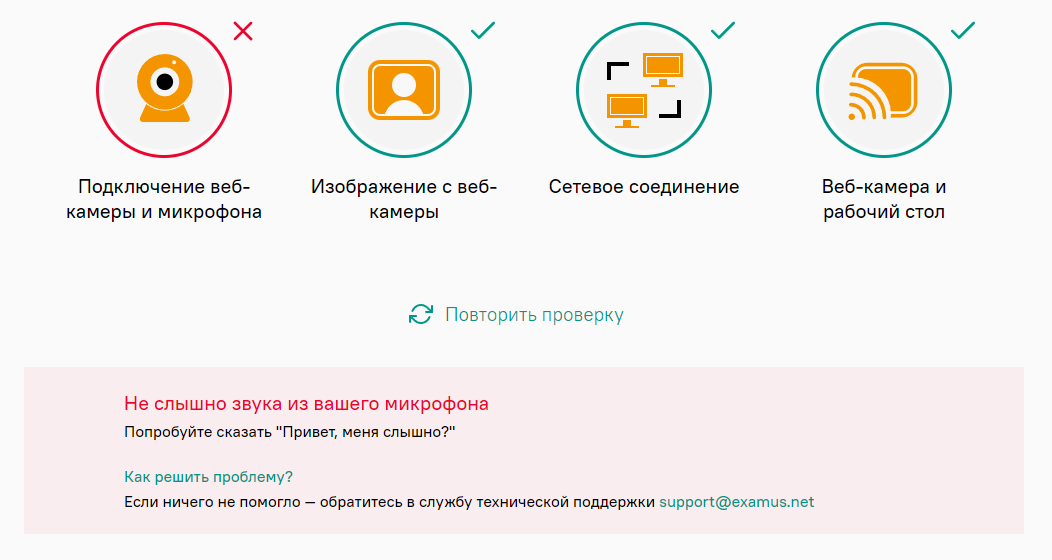 Подключение веб-
камеры и микрофона
Изображение с веб-
камеры
Сетевое соединение
Веб-камера и
рабочий стол
Повторить проверку
Не слышно звука из вашего микрофона
Попробуйте сказать "Привет, меня слышно?"
Как решить проблему?
Если ничего не помогло — обратитесь в службу технической поддержки support@examus.net